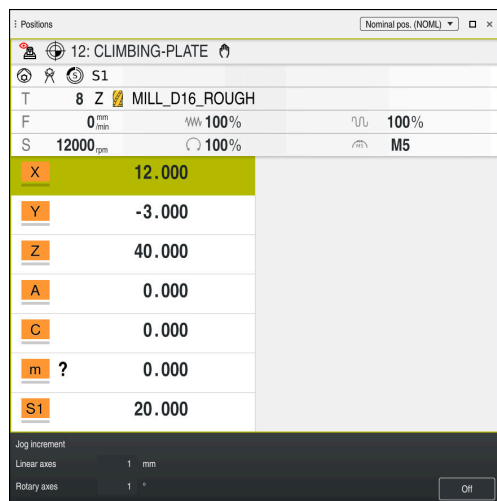 Positions Nominal pos. (NOML)
12: CLIMBING-PLATE
S S1
T 8 Z MILL_D16_ROUGH
F 0 mm/min 100% 100%
S 12000 rpm 100% M5 M5
X 12.000
Y -3.000
Z 40.000
A 0.000
C 0.000
m ? 0.000
S1 20.000
Jog increment
Linear axes 1 mm
Rotary axes 1 ° Off